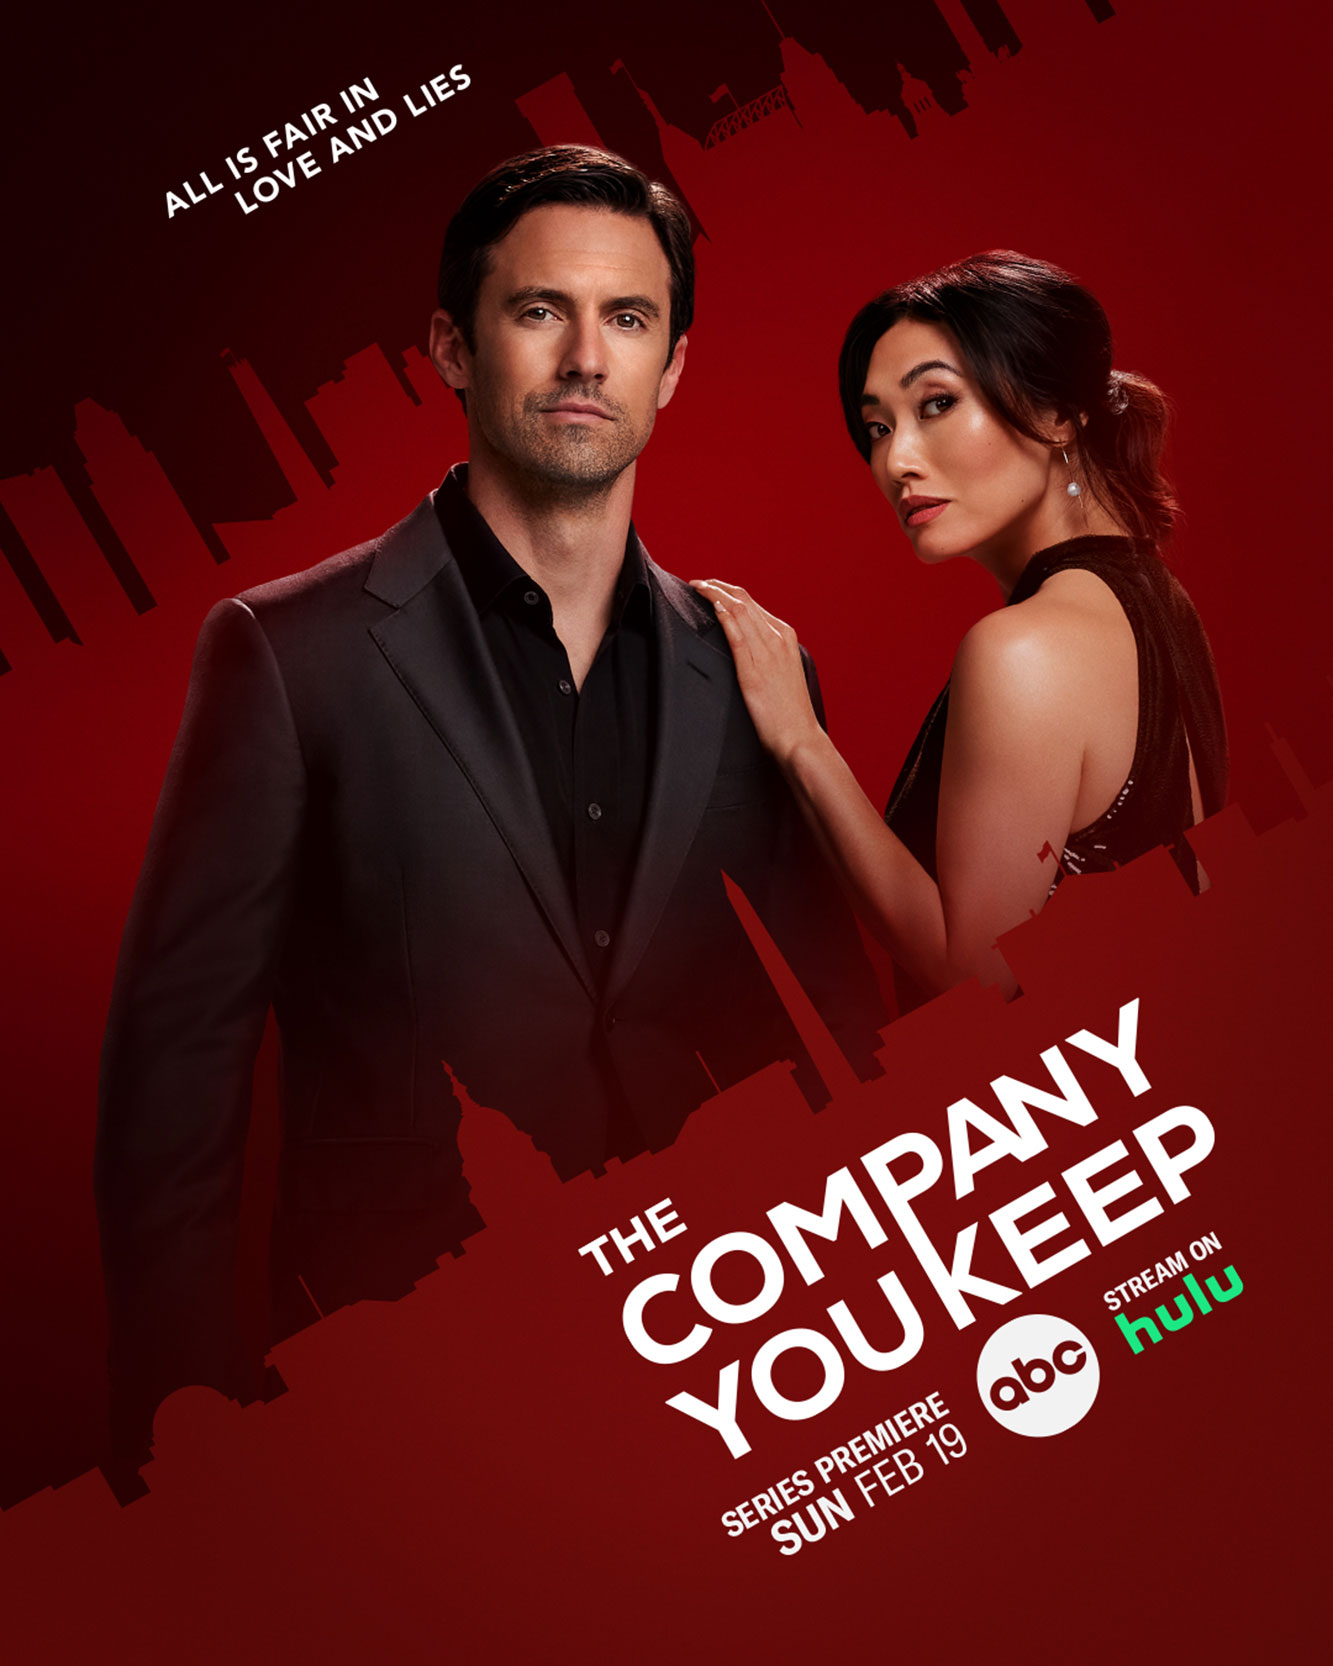 ALL IS FAIR IN
LOVE AND LIES
THE
COMPANY
YOU KEEP
STREAM ON
hulu
abc
SERIES PREMIERE
SUN FEB 19